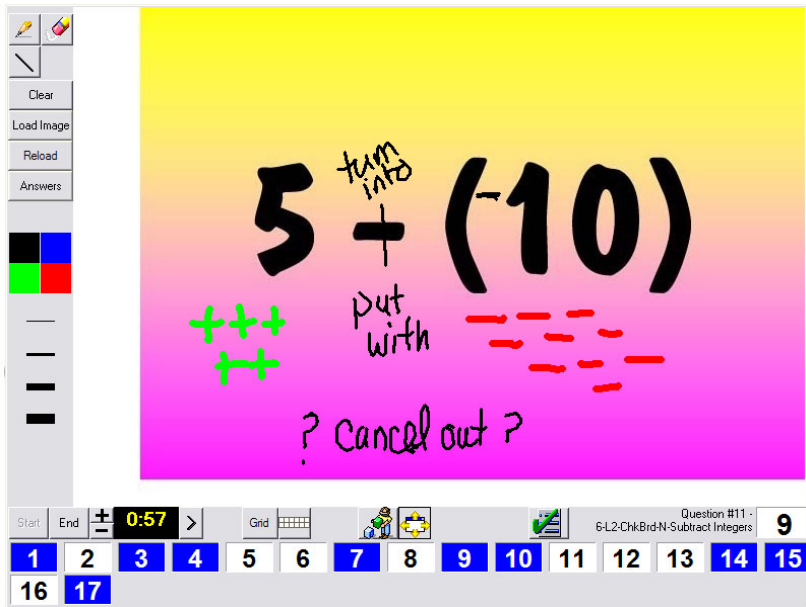 Clear
Load Image
Reload
Answers
turn
into
5 + (-10)
put
with
+ + +
+ +
? cancel out ?
Start End + − 0:57 > Grid
Question #11 -
6-L2-ChkBrd-N-Subtract Integers
9
1 2 3 4 5 6 7 8 9 10 11 12 13 14 15
16 17